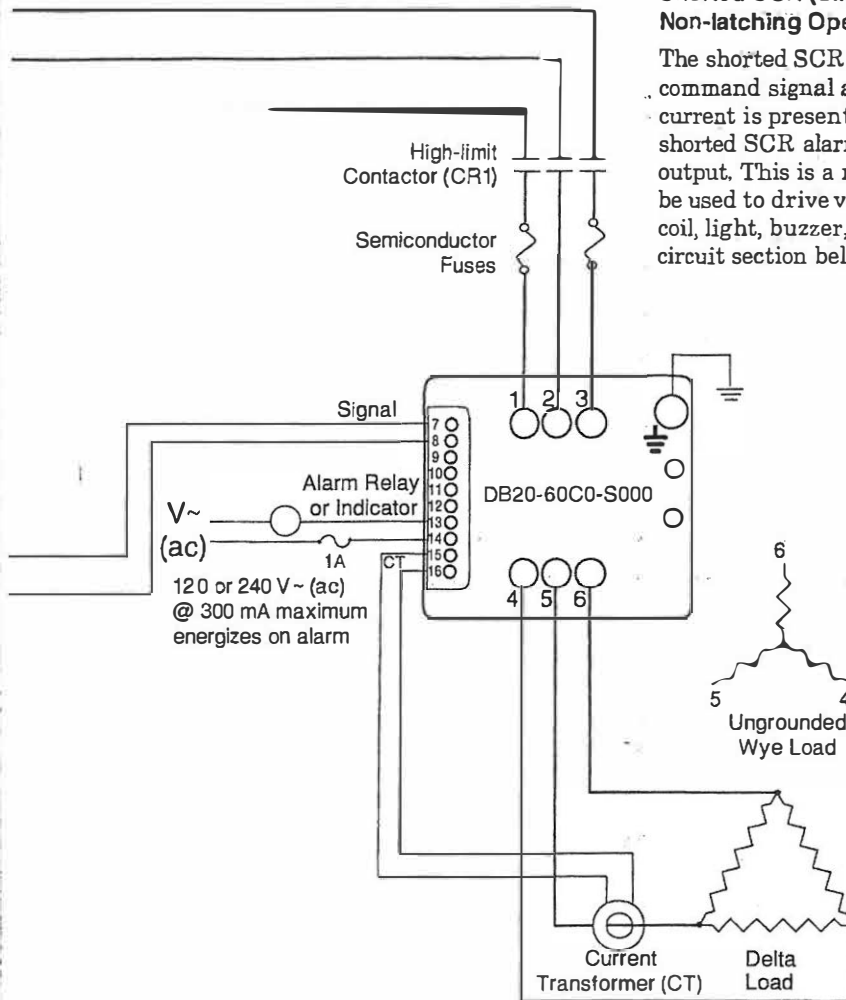 Non-latching Ope
The shorted SCR
command signal a
current is present
shorted SCR alarr
output. This is a r
be used to drive v
coil, light, buzzer,
circuit section bel
High-limit
Contactor (CR1)
Semiconductor
Fuses
1 2 3
Signal
7
8
9
10
11
12
13
14
15
16
DB20-60C0-S000
Alarm Relay
or Indicator
V~
(ac)
1A
CT
120 or 240 V ~ (ac)
@ 300 mA maximum
energizes on alarm
4 5 6
6
5
4
Ungrounded
Wye Load
Current
Transformer (CT)
Delta
Load